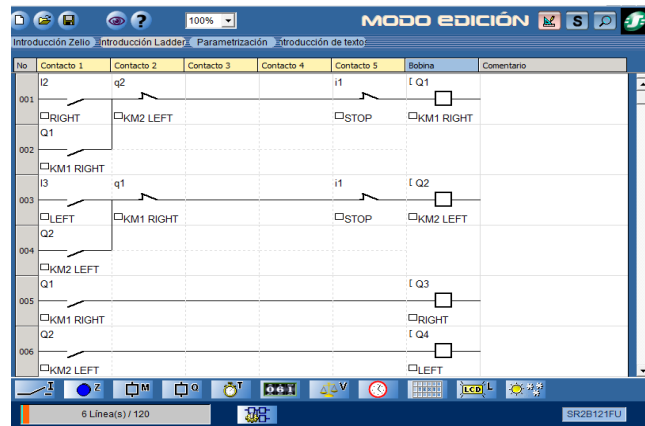 100%
MODO EDICIÓN
S
Introducción Zelio
Introducción Ladder
Parametrización
Introducción de textos
No Contacto 1 Contacto 2 Contacto 3 Contacto 4 Contacto 5 Bobina Comentario
I2 q2 i1 [ Q1
001
RIGHT KM2 LEFT STOP KM1 RIGHT
Q1
002
KM1 RIGHT
I3 q1 i1 [ Q2
003
LEFT KM1 RIGHT STOP KM2 LEFT
Q2
004
KM2 LEFT
Q1 [ Q3
005
KM1 RIGHT RIGHT
Q2 [ Q4
006
KM2 LEFT LEFT
I Z M Q T 061 V LCD L
6 Línea(s) / 120 SR2B121FU